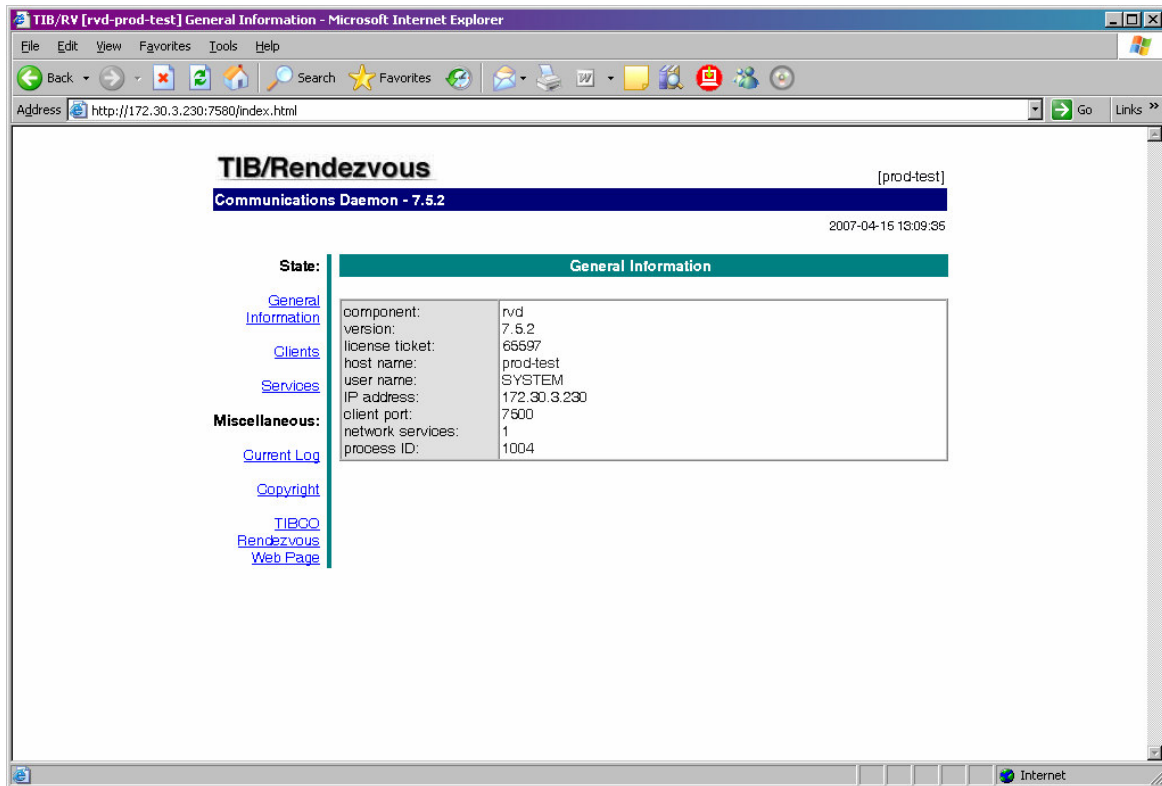 TIB/RV [rvd-prod-test] General Information - Microsoft Internet Explorer
File Edit View Favorites Tools Help
Back Search Favorites
Address http://172.30.3.230:7580/index.html Go Links »
TIB/Rendezvous
[prod-test]
Communications Daemon - 7.5.2
2007-04-15 13:09:35
State:
General Information
General
Information
Clients
Services
Miscellaneous:
Current Log
Copyright
TIBCO
Rendezvous
Web Page
component: rvd
version: 7.5.2
license ticket: 65597
host name: prod-test
user name: SYSTEM
IP address: 172.30.3.230
client port: 7500
network services: 1
process ID: 1004
Internet